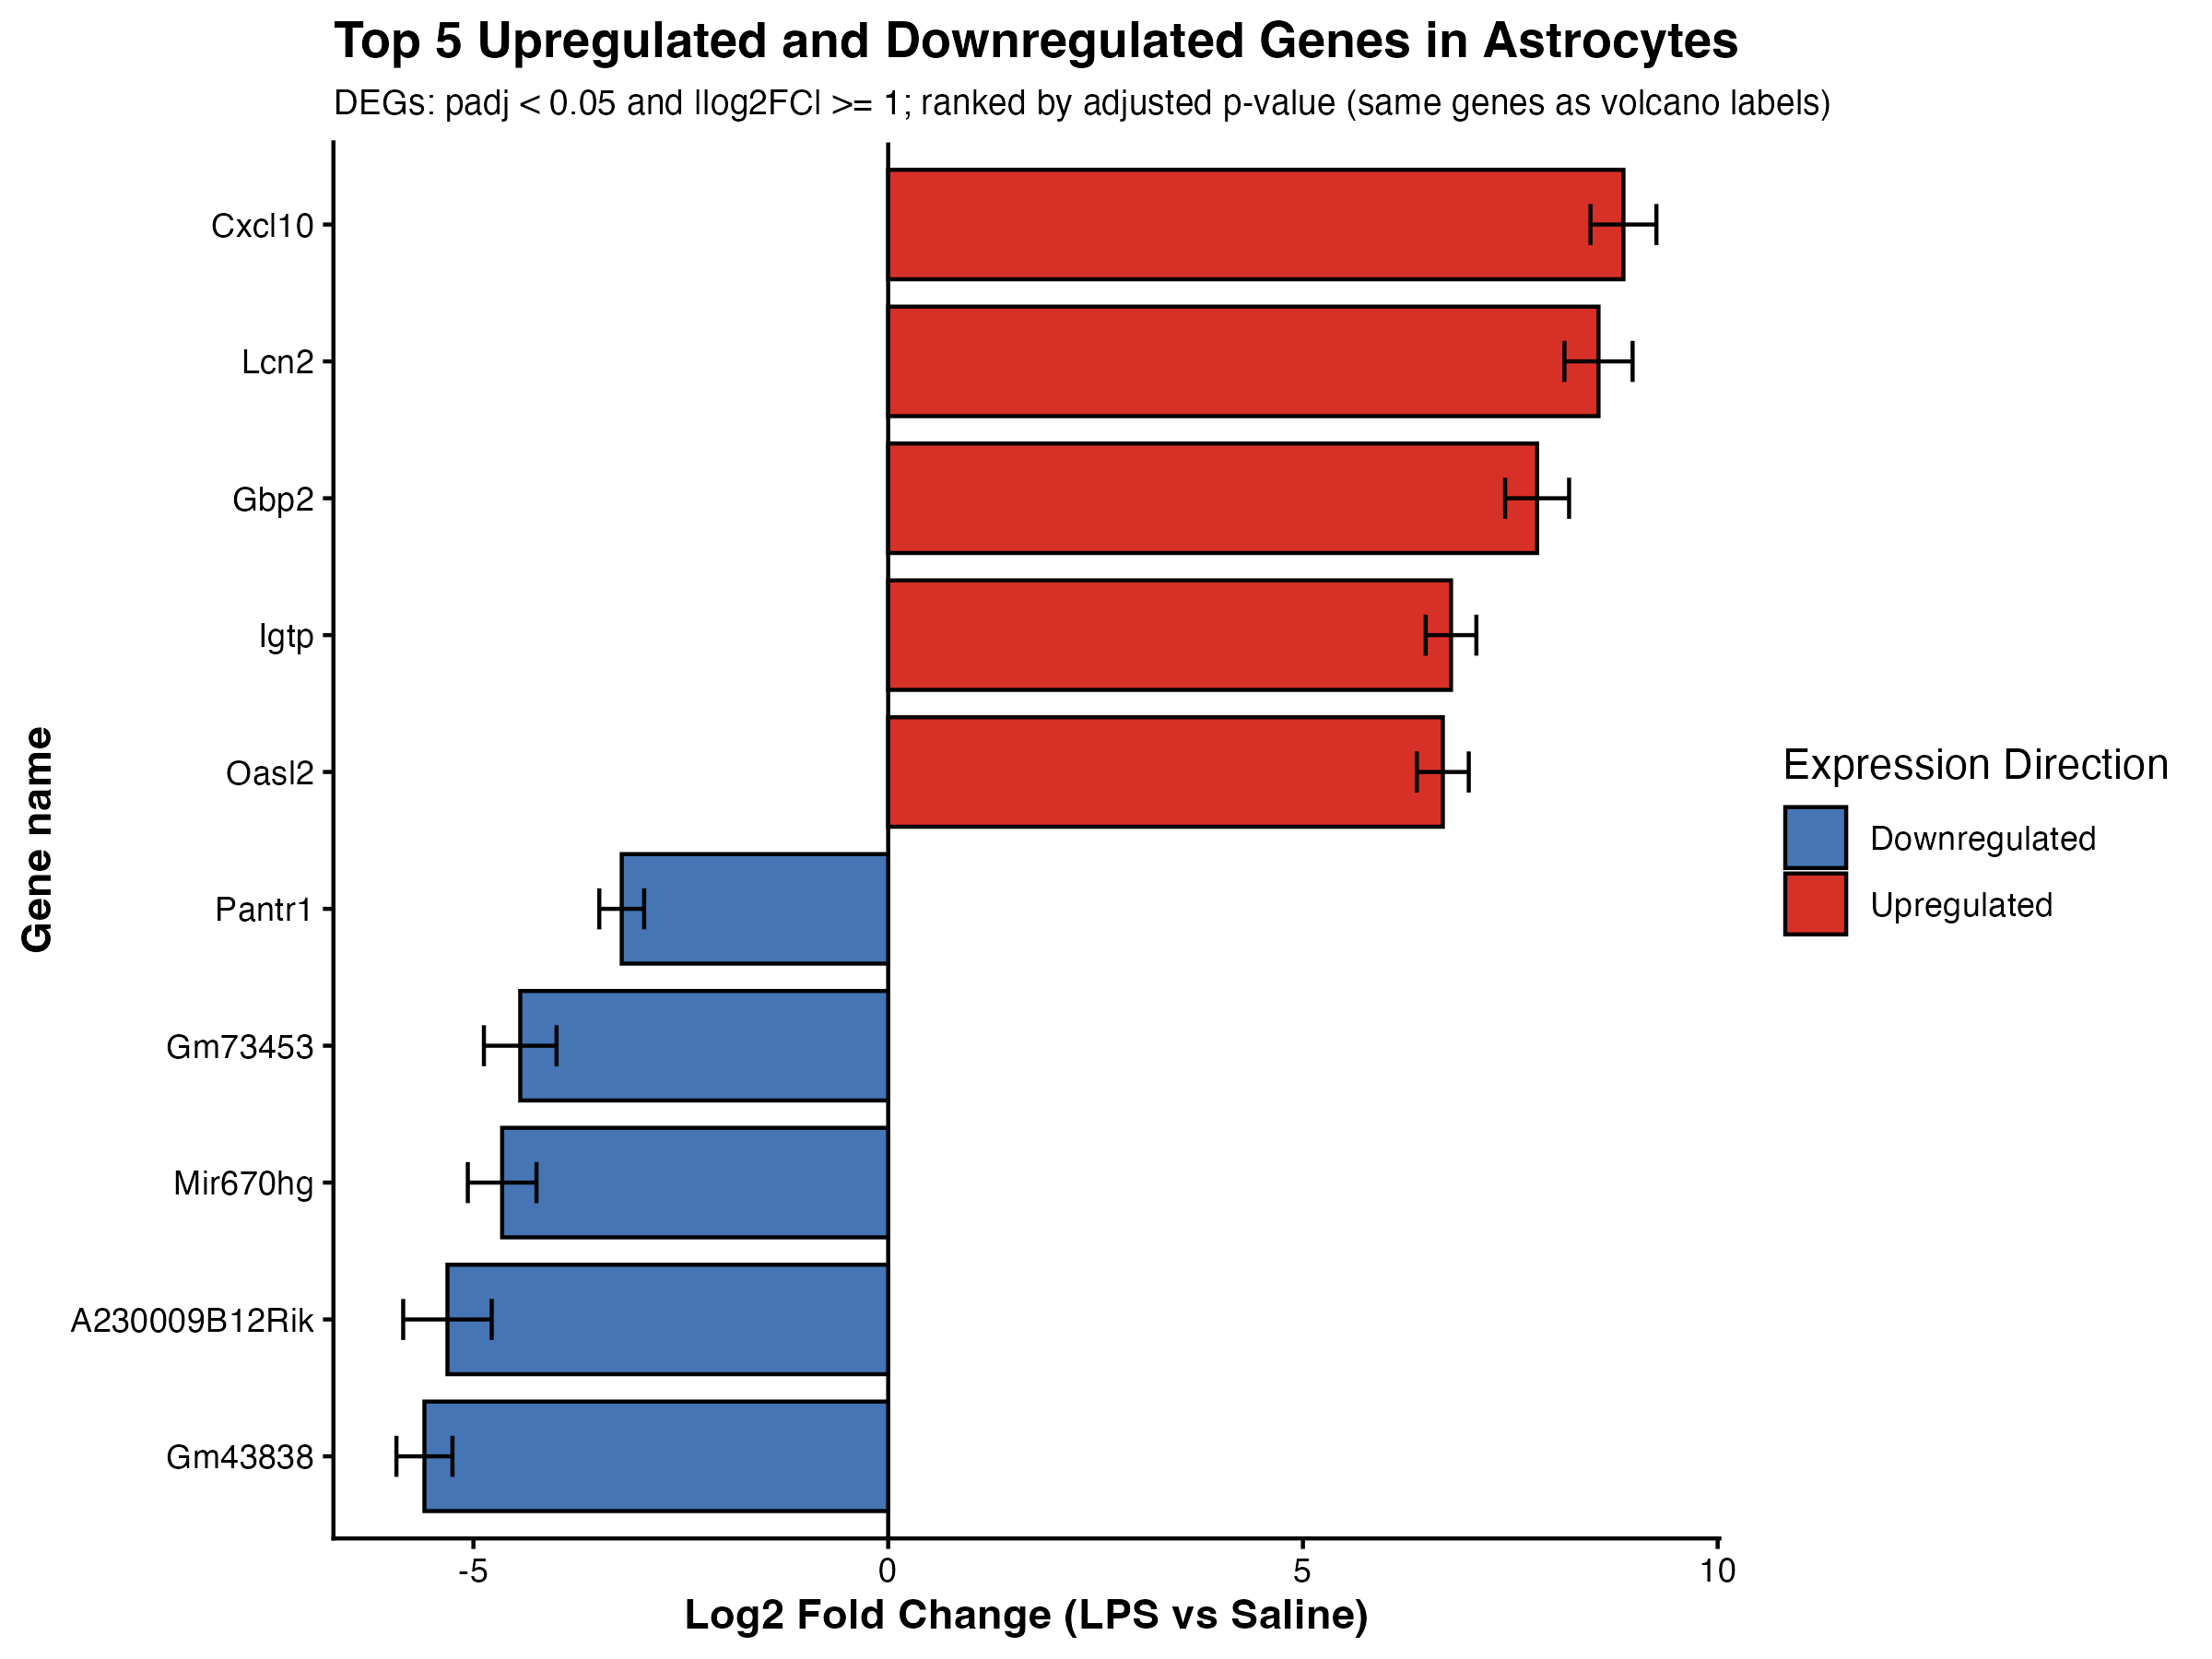 Top 5 Upregulated and Downregulated Genes in Astrocytes
DEGs: padj < 0.05 and |log2FC| >= 1; ranked by adjusted p-value (same genes as volcano labels)
Gene name
Cxcl10
Lcn2
Gbp2
Igtp
Oasl2
Pantr1
Gm73453
Mir670hg
A230009B12Rik
Gm43838
-5 0 5 10
Log2 Fold Change (LPS vs Saline)
Expression Direction
Downregulated
Upregulated